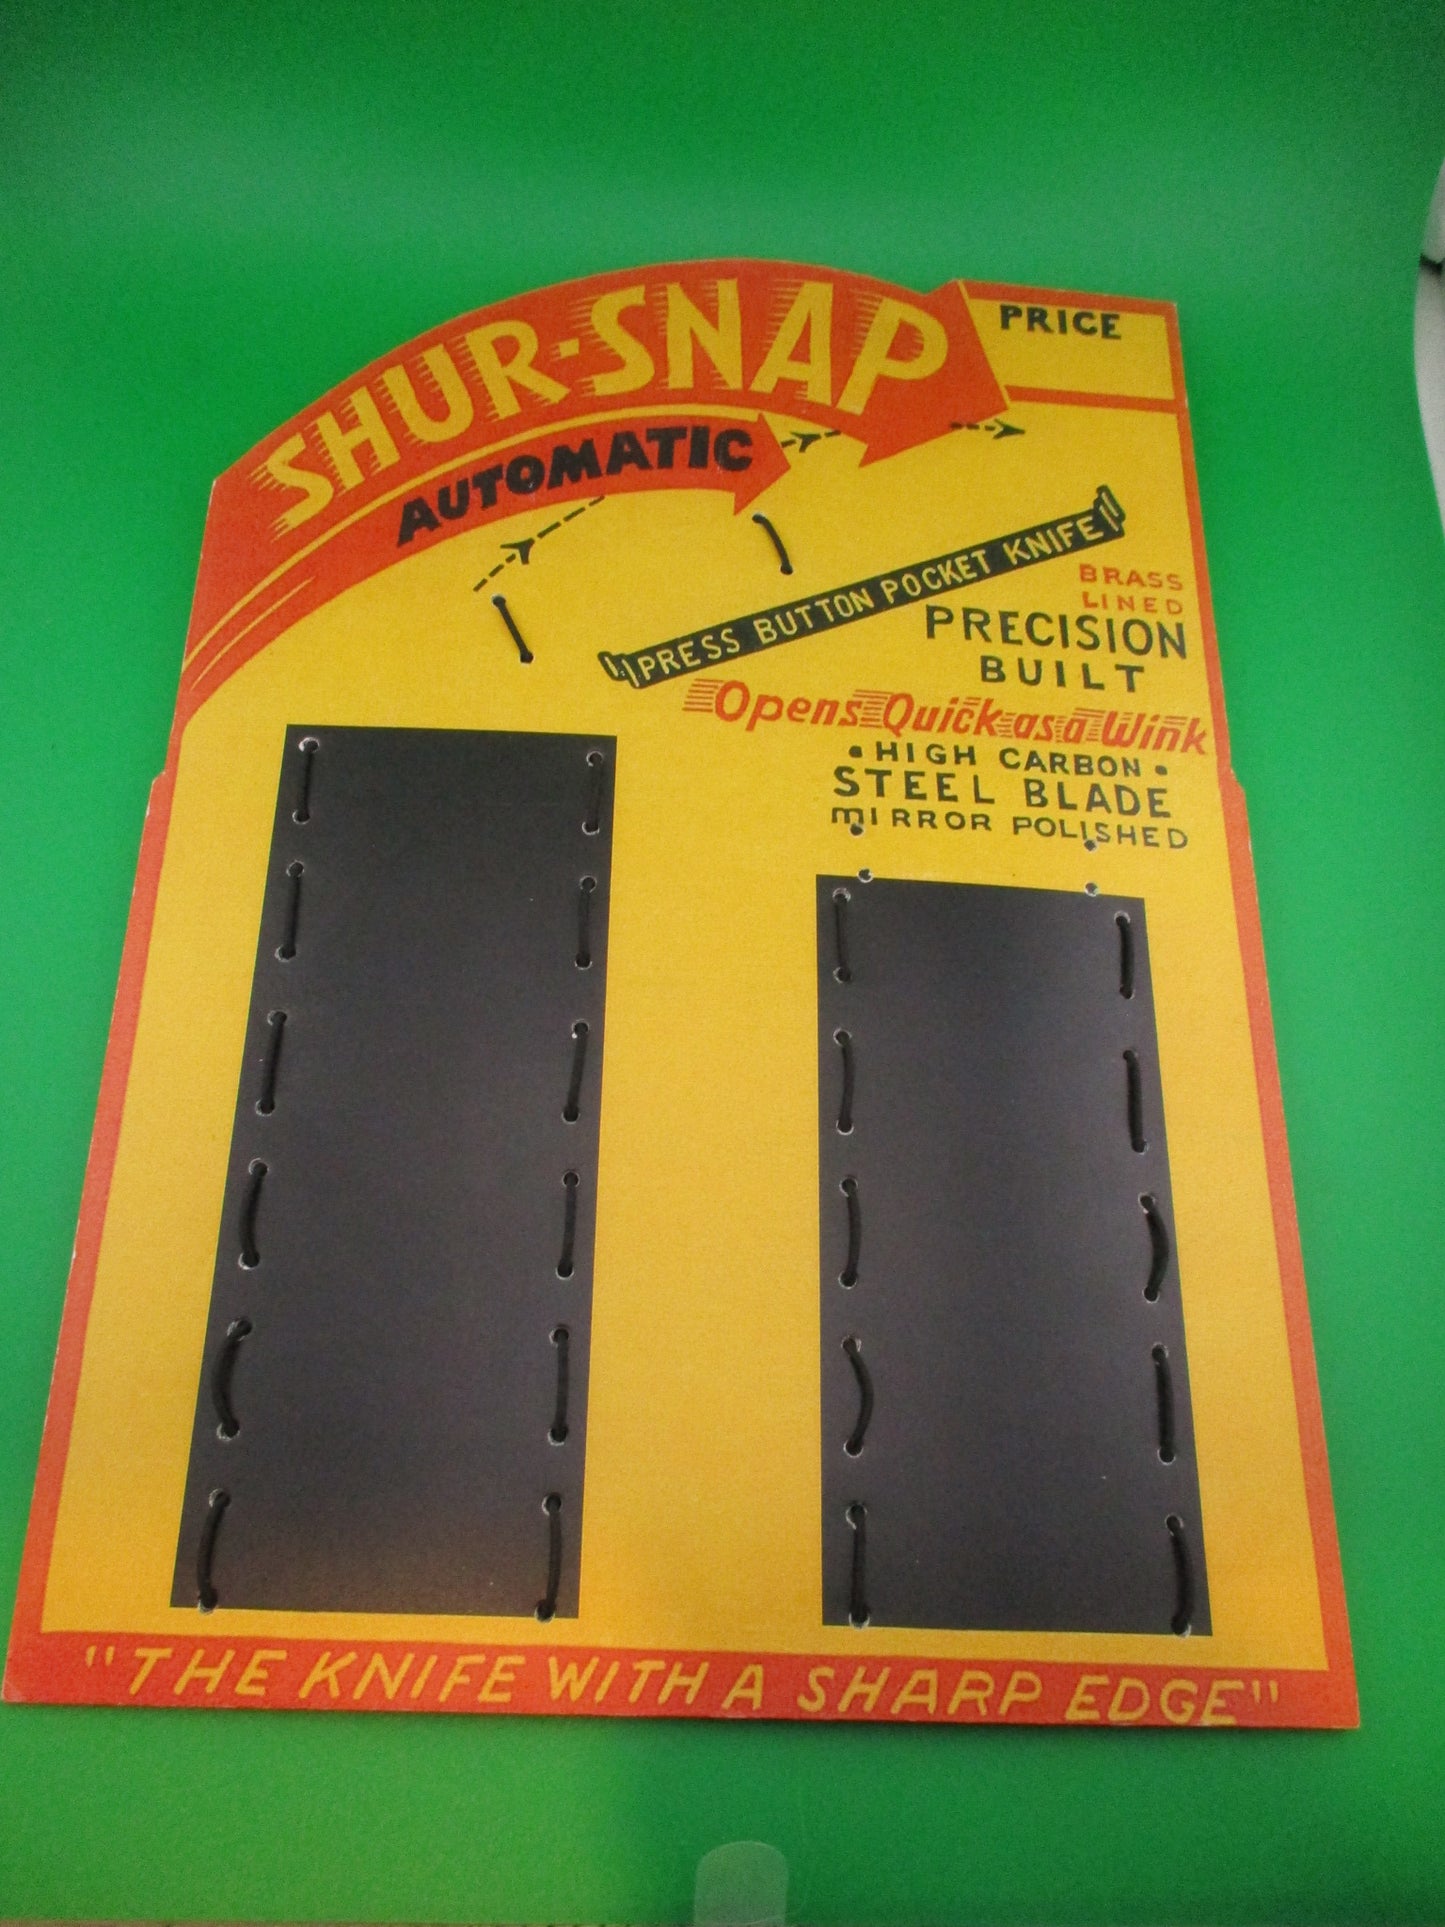 SHUR-SNAP
PRICE
AUTOMATIC
PRESS BUTTON POCKET KNIFE
BRASS
LINED
PRECISION
BUILT
Opens Quick as a Wink
• HIGH CARBON •
STEEL BLADE
MIRROR POLISHED
"THE KNIFE WITH A SHARP EDGE"